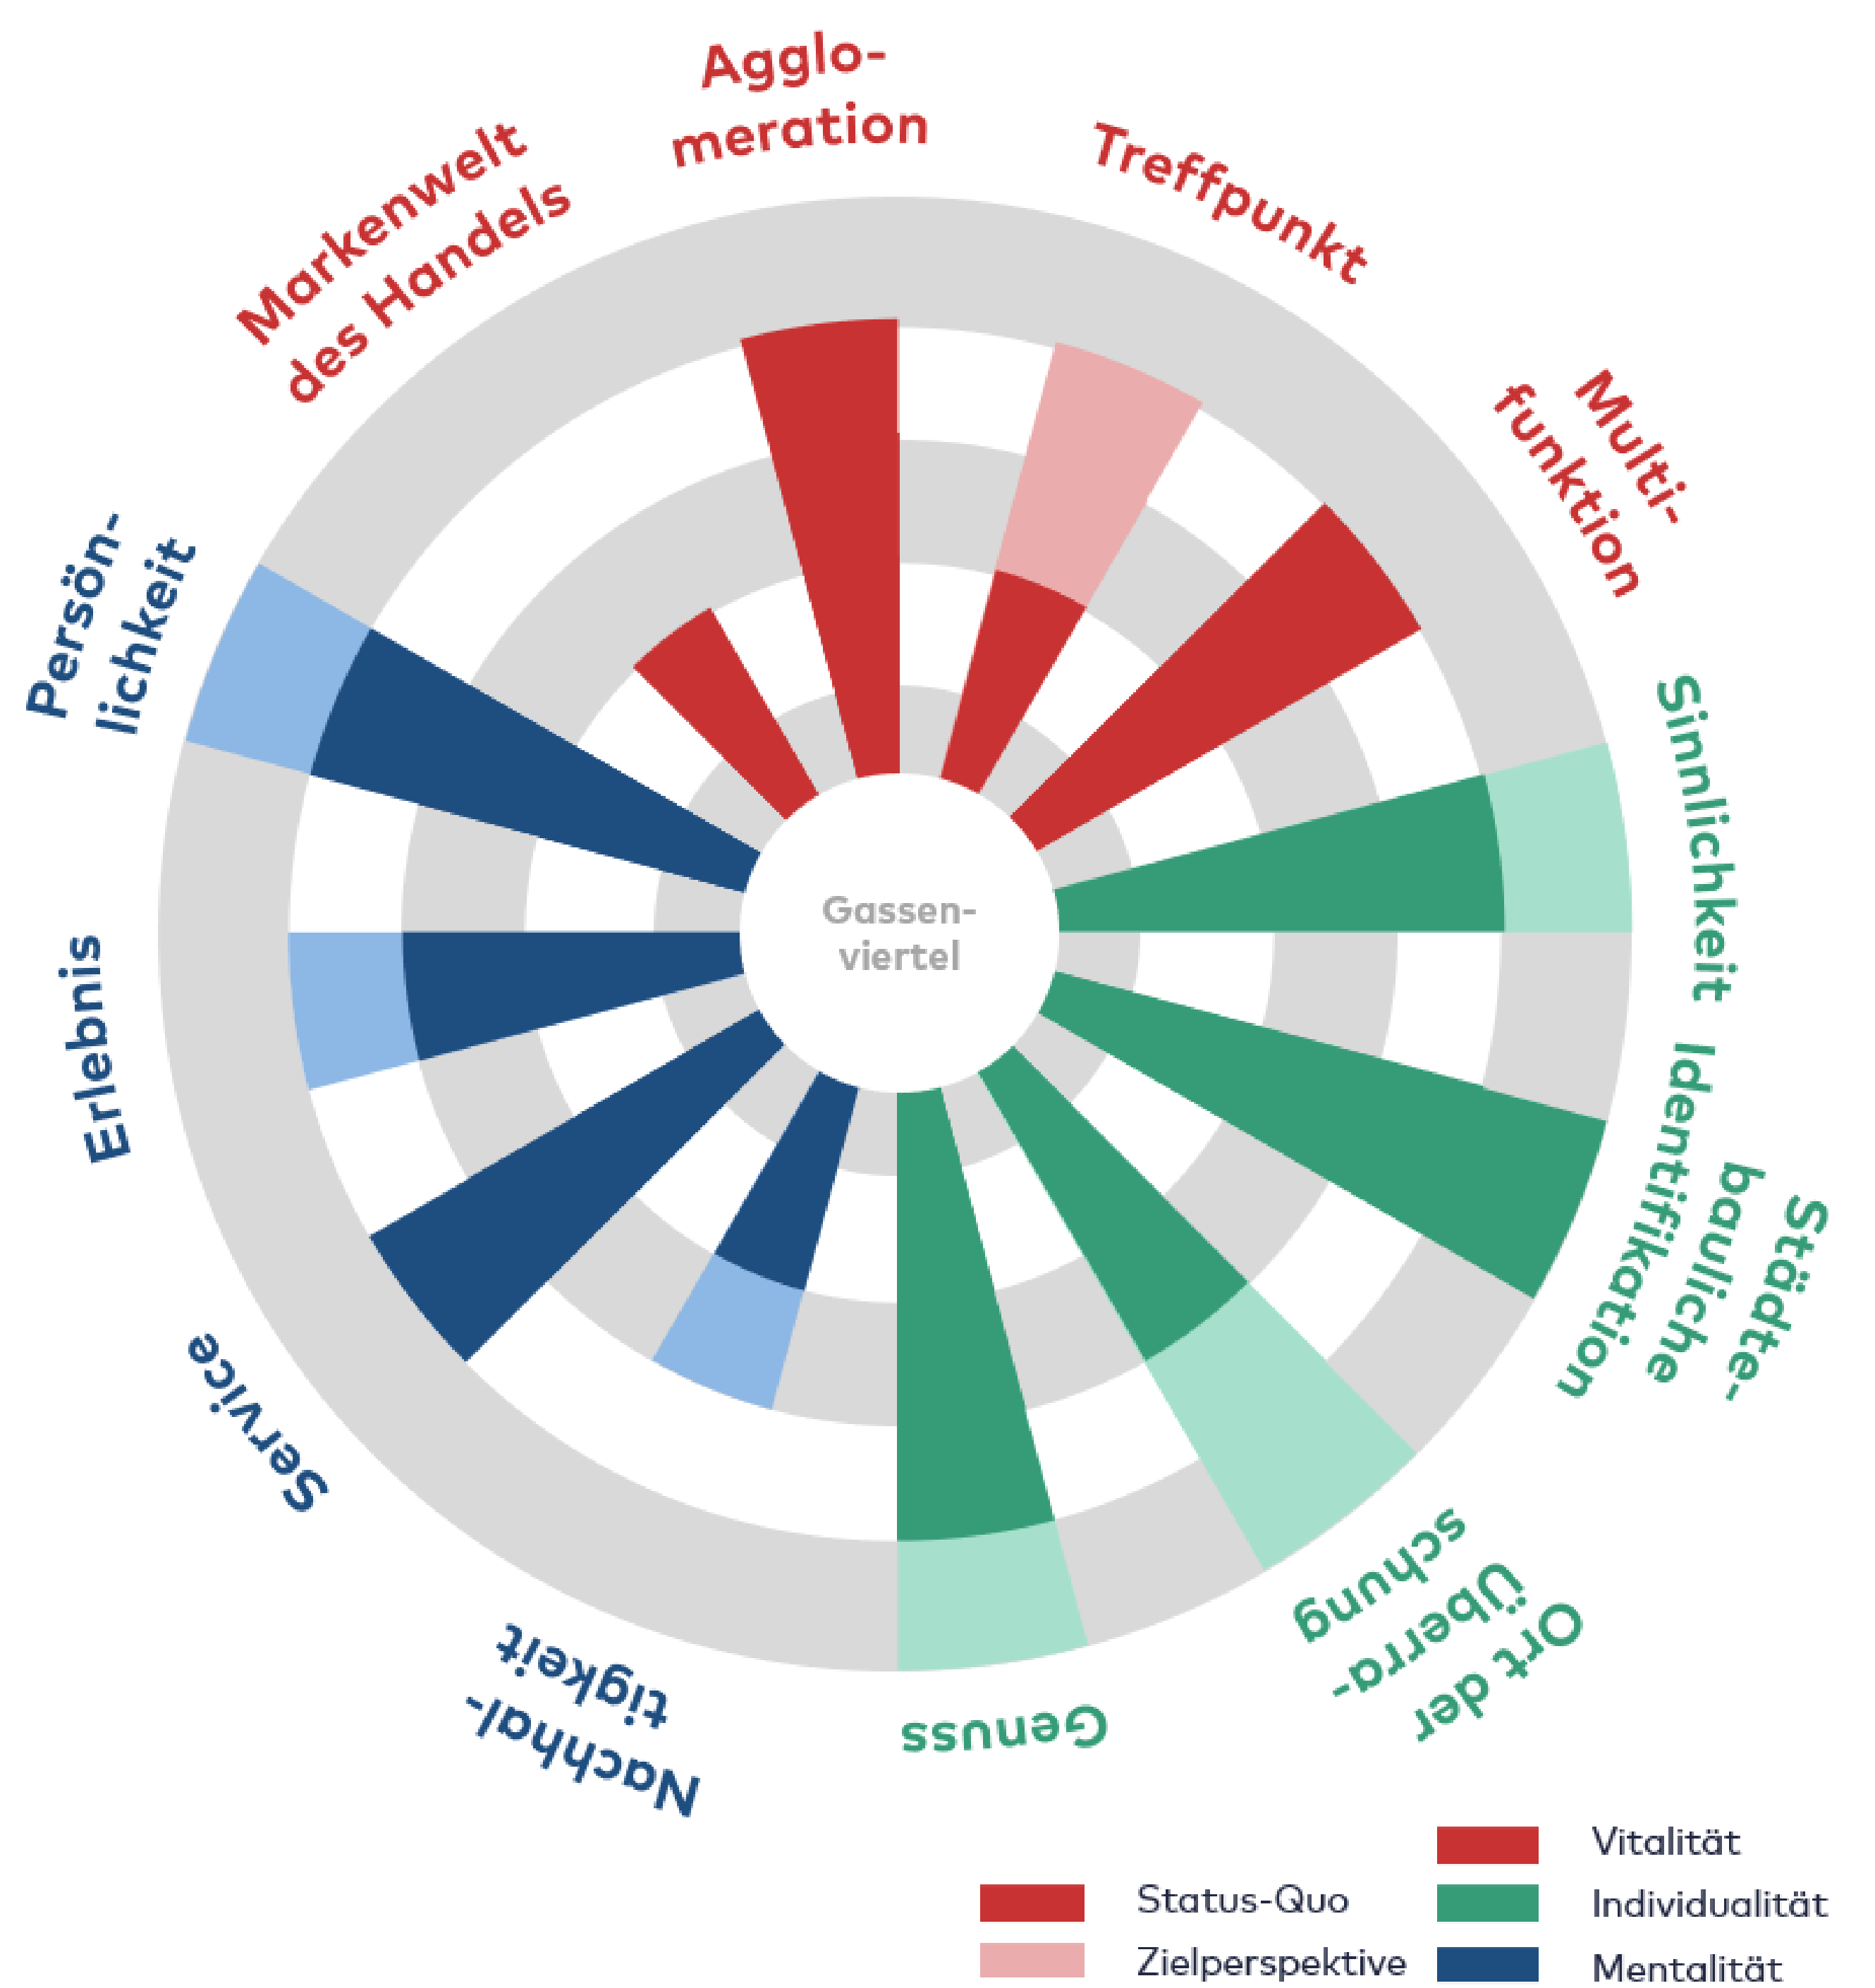 Agglo-
meration
Treffpunkt
Multi-
funktion
Sinnlichkeit
Städte-
bauliche
Identifikation
Ort der
Überra-
schung
Genuss
Nachhal-
tigkeit
Service
Erlebnis
Persön-
lichkeit
Markenwelt
des Handels
Gassen-
viertel
Status-Quo
Zielperspektive
Vitalität
Individualität
Mentalität